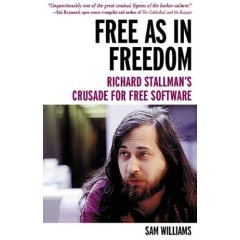 "Unquestionably one of the great seminal figures of the hacker culture."
—Eric Raymond, open source evangelist and author of The Cathedral and the Bazaar
FREE AS IN
FREEDOM
RICHARD STALLMAN'S
CRUSADE FOR FREE SOFTWARE
SAM WILLIAMS